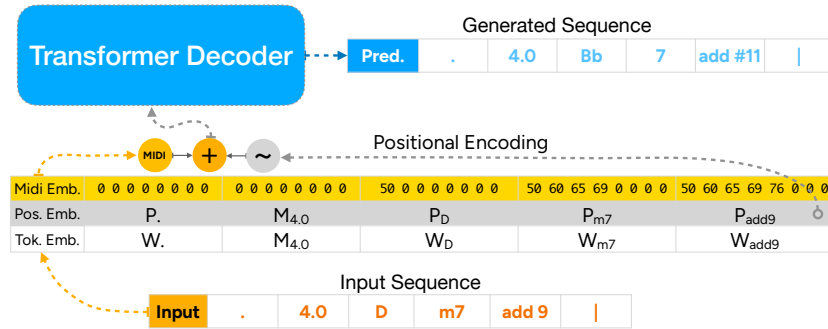 Generated Sequence
Transformer Decoder
Pred. . 4.0 Bb 7 add #11 |
MIDI + ~ Positional Encoding
Midi Emb. 0 0 0 0 0 0 0 0 0 0 0 0 0 0 0 0 50 0 0 0 0 0 0 0 50 60 65 69 0 0 0 0 50 60 65 69 76 0 0 0
Pos. Emb. P. M4.0 PD Pm7 Padd9
Tok. Emb. W. M4.0 WD Wm7 Wadd9
Input Sequence
Input . 4.0 D m7 add 9 |